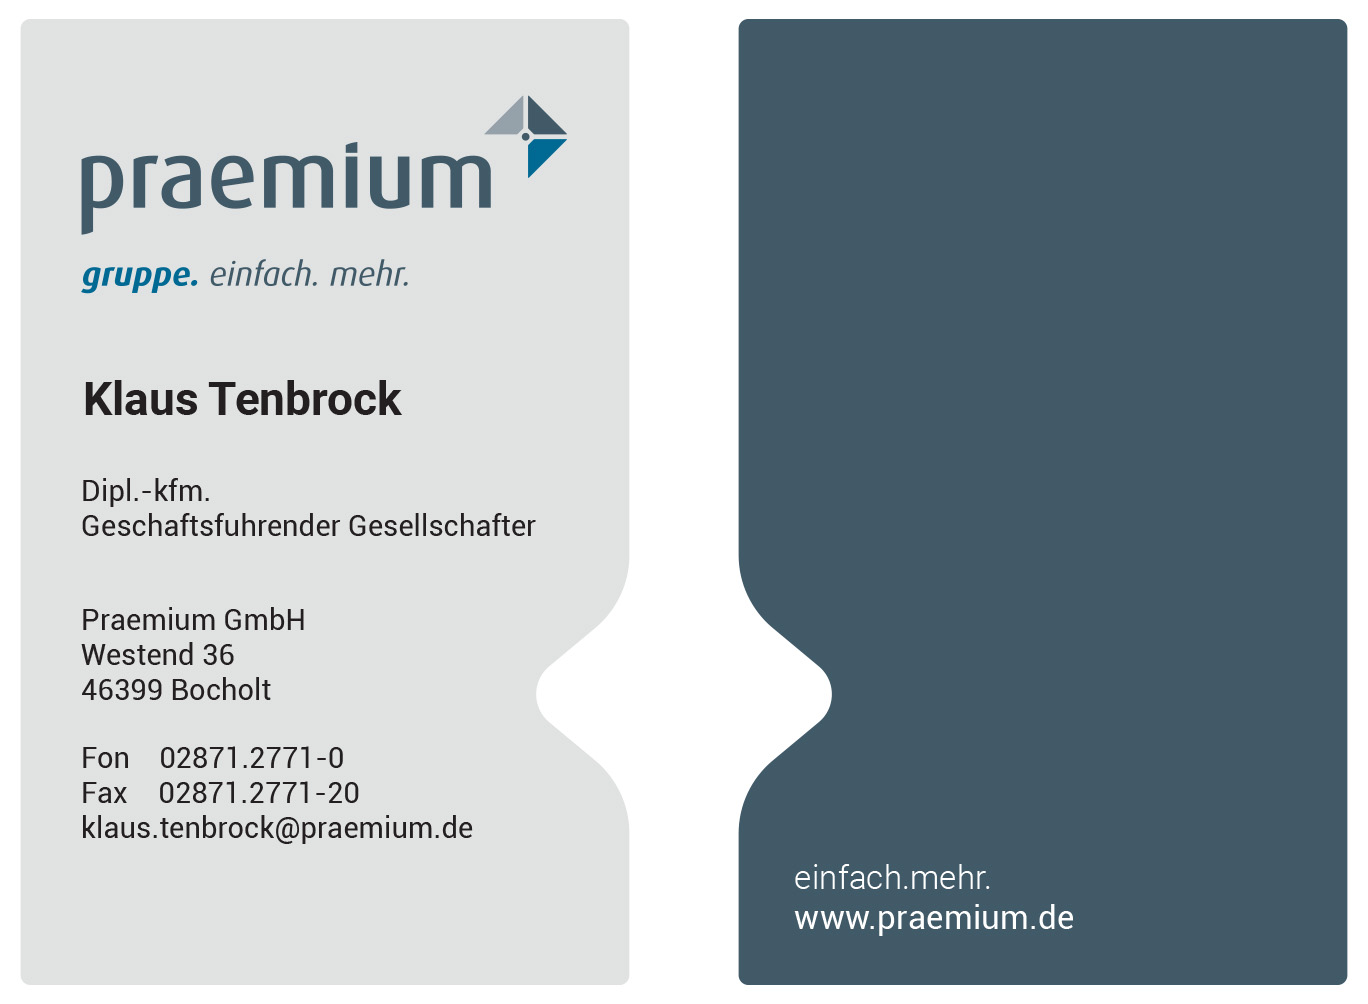 praemium
gruppe. einfach. mehr.
Klaus Tenbrock
Dipl.-kfm.
Geschaftsfuhrender Gesellschafter
Praemium GmbH
Westend 36
46399 Bocholt
Fon 02871.2771-0
Fax 02871.2771-20
klaus.tenbrock@praemium.de
einfach.mehr.
www.praemium.de